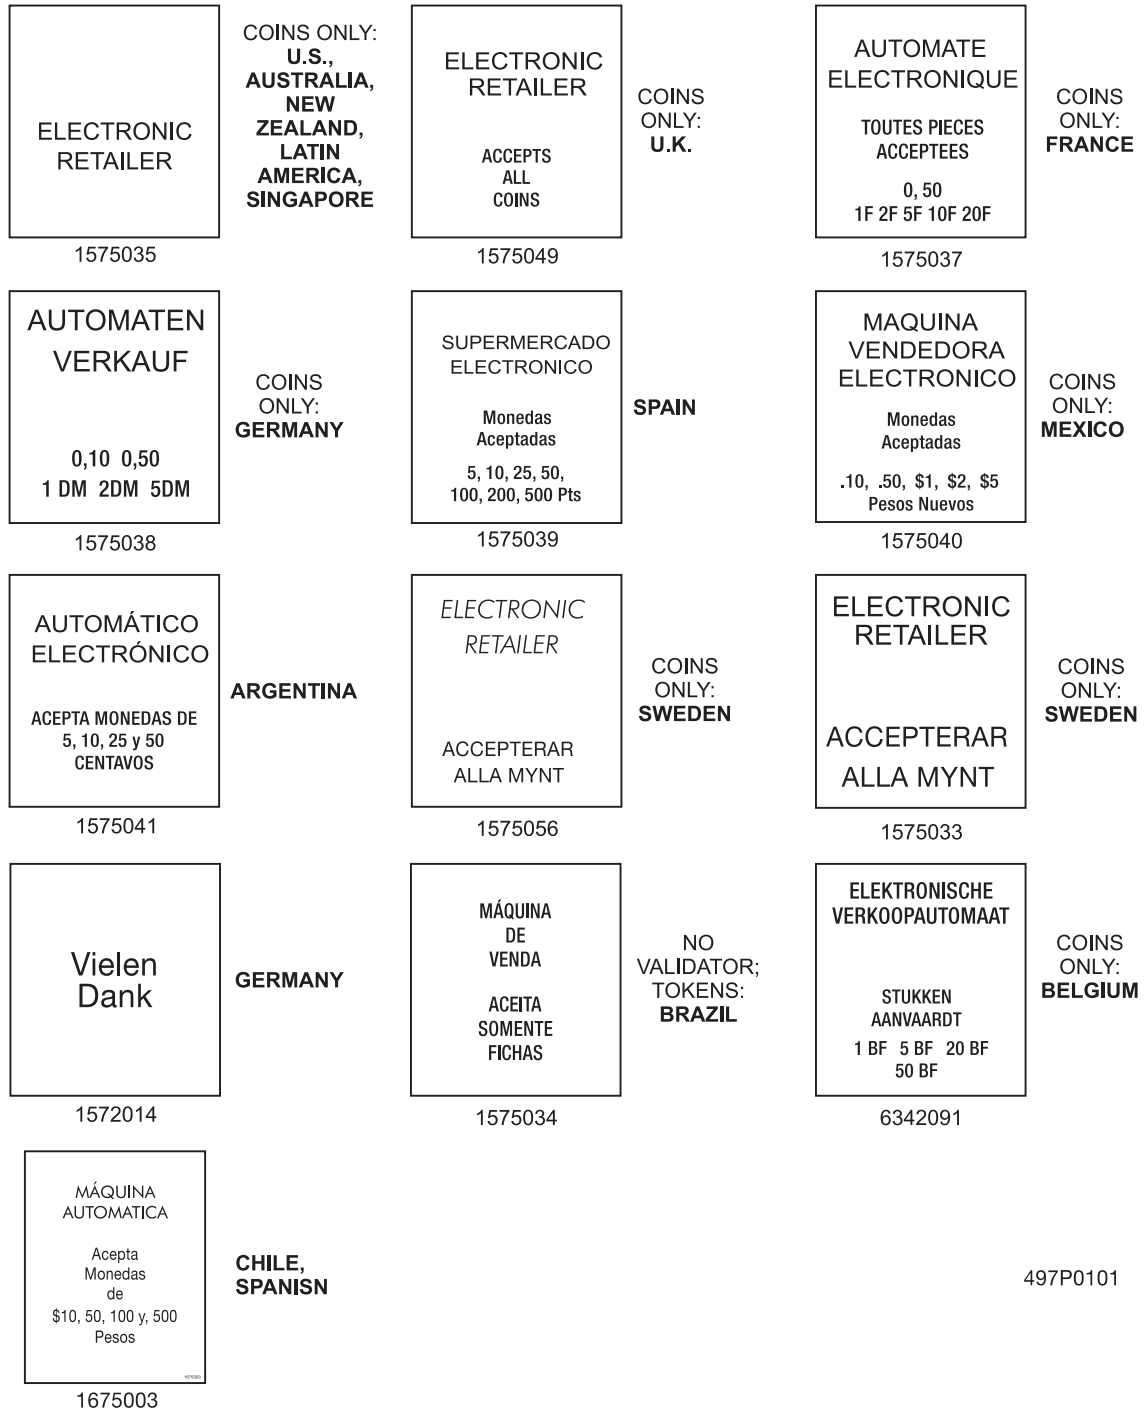 ELECTRONIC
RETAILER
1575035
COINS ONLY:
U.S.,
AUSTRALIA,
NEW
ZEALAND,
LATIN
AMERICA,
SINGAPORE
ELECTRONIC
RETAILER
ACCEPTS
ALL
COINS
1575049
COINS
ONLY:
U.K.
AUTOMATE
ELECTRONIQUE
TOUTES PIECES
ACCEPTEES
0, 50
1F 2F 5F 10F 20F
1575037
COINS
ONLY:
FRANCE
AUTOMATEN
VERKAUF
0,10 0,50
1 DM 2DM 5DM
1575038
COINS
ONLY:
GERMANY
SUPERMERCADO
ELECTRONICO
Monedas
Aceptadas
5, 10, 25, 50,
100, 200, 500 Pts
1575039
SPAIN
MAQUINA
VENDEDORA
ELECTRONICO
Monedas
Aceptadas
.10, .50, $1, $2, $5
Pesos Nuevos
1575040
COINS
ONLY:
MEXICO
AUTOMÁTICO
ELECTRÓNICO
ACEPTA MONEDAS DE
5, 10, 25 y 50
CENTAVOS
1575041
ARGENTINA
ELECTRONIC
RETAILER
ACCEPTERAR
ALLA MYNT
1575056
COINS
ONLY:
SWEDEN
ELECTRONIC
RETAILER
ACCEPTERAR
ALLA MYNT
1575033
COINS
ONLY:
SWEDEN
Vielen
Dank
1572014
GERMANY
MÁQUINA
DE
VENDA
ACEITA
SOMENTE
FICHAS
1575034
NO
VALIDATOR;
TOKENS:
BRAZIL
ELEKTRONISCHE
VERKOOPAUTOMAAT
STUKKEN
AANVAARDT
1 BF 5 BF 20 BF
50 BF
6342091
COINS
ONLY:
BELGIUM
MÁQUINA
AUTOMATICA
Acepta
Monedas
de
$10, 50, 100 y, 500
Pesos
1675003
CHILE,
SPANISN
497P0101